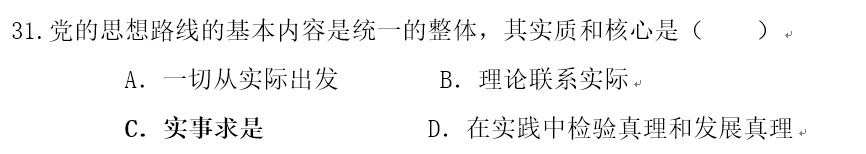 31.党的思想路线的基本内容是统一的整体，其实质和核心是（　　）
A．一切从实际出发　　B．理论联系实际
C．实事求是　　D．在实践中检验真理和发展真理